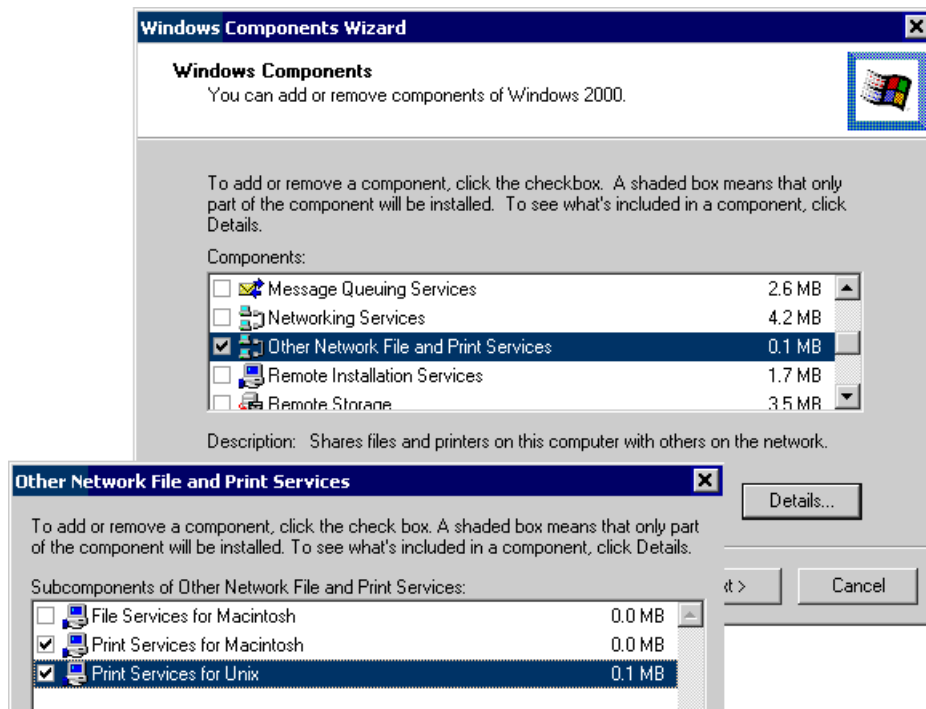 Windows Components Wizard
Windows Components
You can add or remove components of Windows 2000.
To add or remove a component, click the checkbox. A shaded box means that only
part of the component will be installed. To see what's included in a component, click
Details.
Components:
Message Queuing Services 2.6 MB
Networking Services 4.2 MB
Other Network File and Print Services 0.1 MB
Remote Installation Services 1.7 MB
Remote Storage 3.5 MB
Description: Shares files and printers on this computer with others on the network.
Details...
Cancel
Other Network File and Print Services
To add or remove a component, click the check box. A shaded box means that only part
of the component will be installed. To see what's included in a component, click Details.
Subcomponents of Other Network File and Print Services:
File Services for Macintosh 0.0 MB
Print Services for Macintosh 0.0 MB
Print Services for Unix 0.1 MB